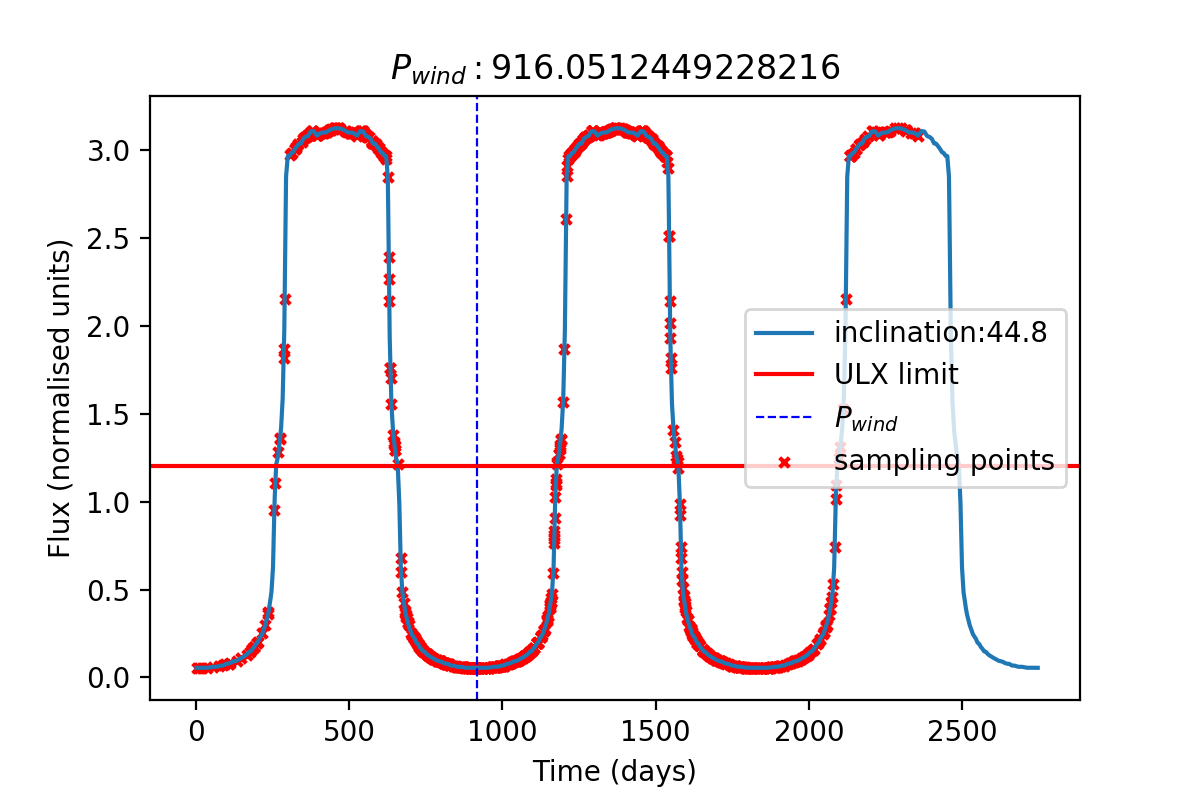 P_wind : 916.0512449228216
3.0
2.5
2.0
1.5
1.0
0.5
0.0
Flux (normalised units)
inclination:44.8
ULX limit
P_wind
sampling points
0 500 1000 1500 2000 2500
Time (days)